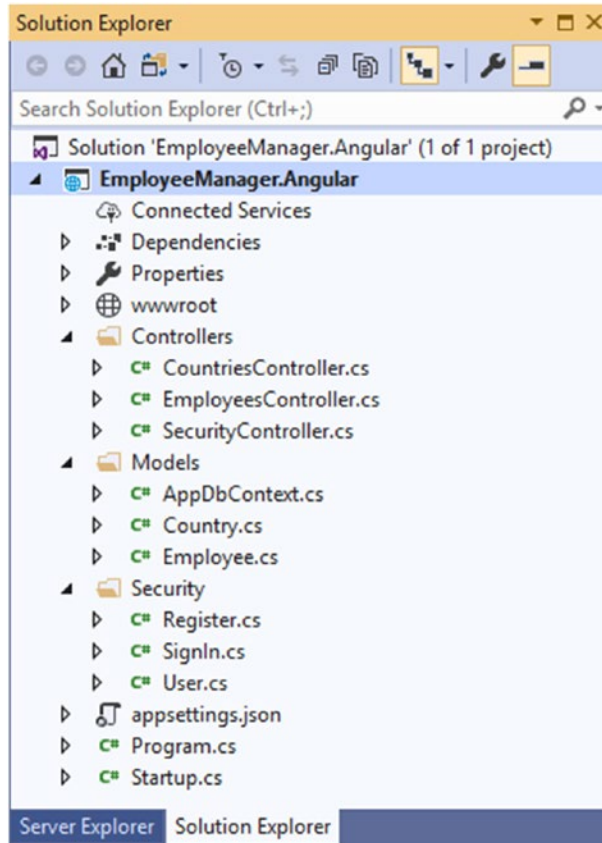 Solution Explorer
Search Solution Explorer (Ctrl+;)
Solution 'EmployeeManager.Angular' (1 of 1 project)
EmployeeManager.Angular
Connected Services
Dependencies
Properties
wwwroot
Controllers
C# CountriesController.cs
C# EmployeesController.cs
C# SecurityController.cs
Models
C# AppDbContext.cs
C# Country.cs
C# Employee.cs
Security
C# Register.cs
C# SignIn.cs
C# User.cs
appsettings.json
C# Program.cs
C# Startup.cs
Server Explorer Solution Explorer